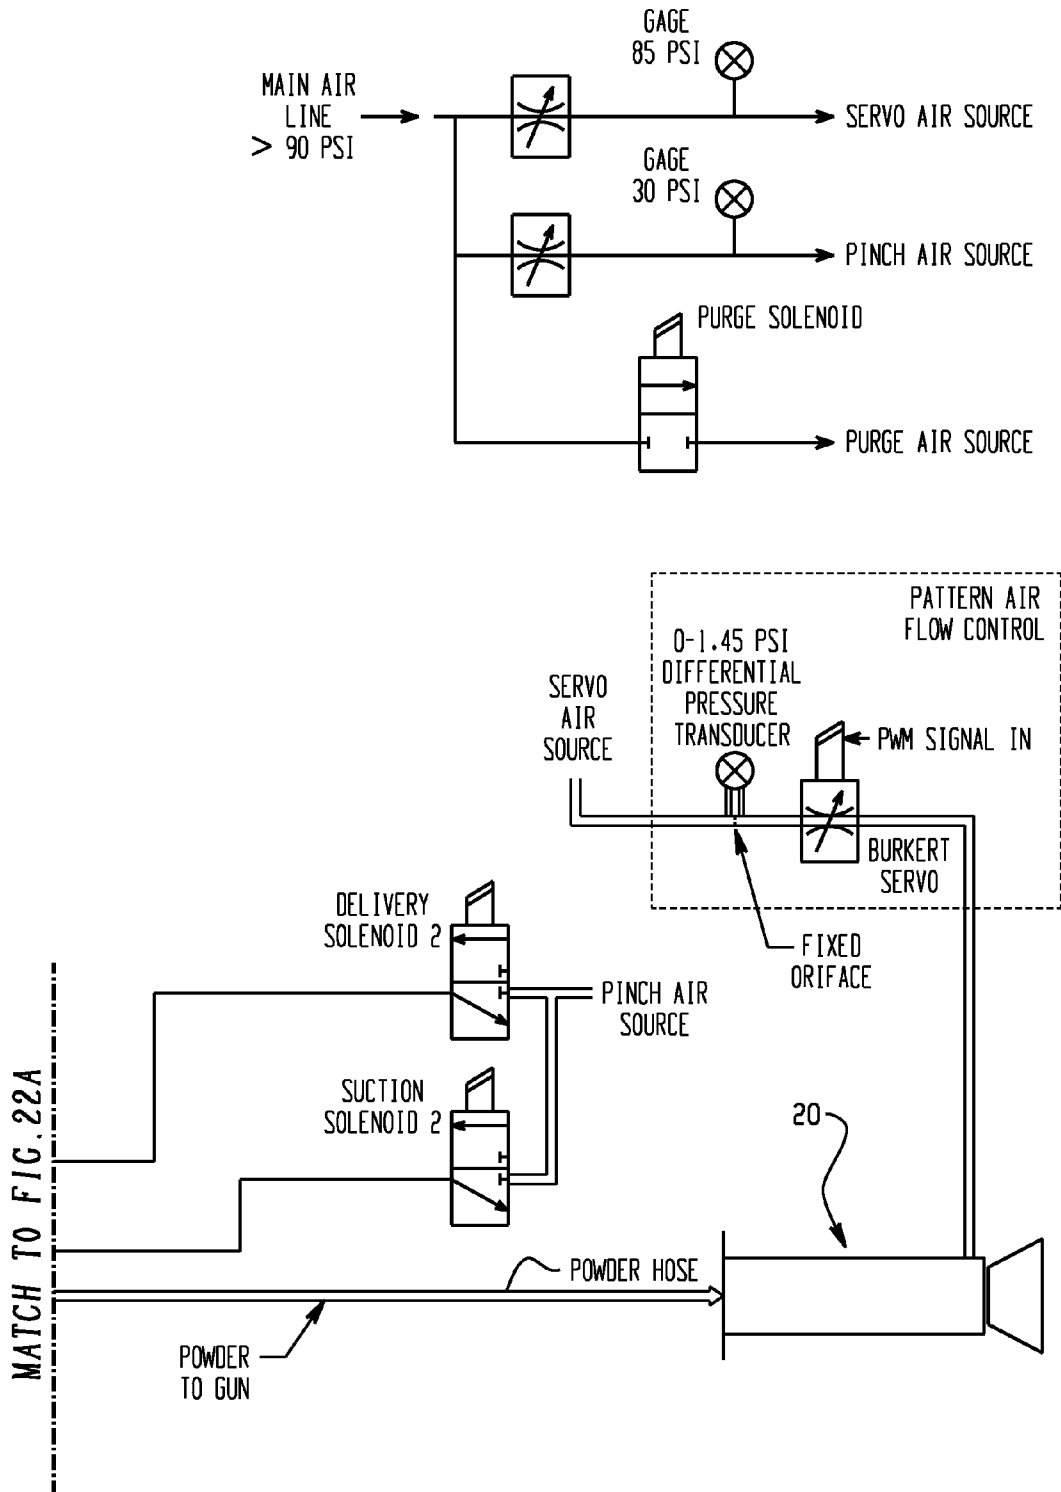 GAGE
85 PSI
MAIN AIR
LINE
> 90 PSI
SERVO AIR SOURCE
GAGE
30 PSI
PINCH AIR SOURCE
PURGE SOLENOID
PURGE AIR SOURCE
PATTERN AIR
FLOW CONTROL
0-1.45 PSI
DIFFERENTIAL
PRESSURE
TRANSDUCER
SERVO
AIR
SOURCE
PWM SIGNAL IN
BURKERT
SERVO
DELIVERY
SOLENOID 2
FIXED
ORIFACE
PINCH AIR
SOURCE
SUCTION
SOLENOID 2
20
MATCH TO FIG.22A
POWDER HOSE
POWDER
TO GUN